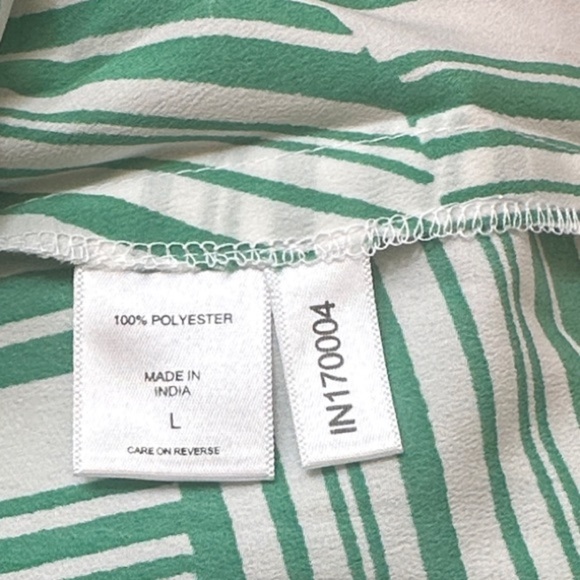 100% POLYESTER
MADE IN
INDIA
L
CARE ON REVERSE
IN170004